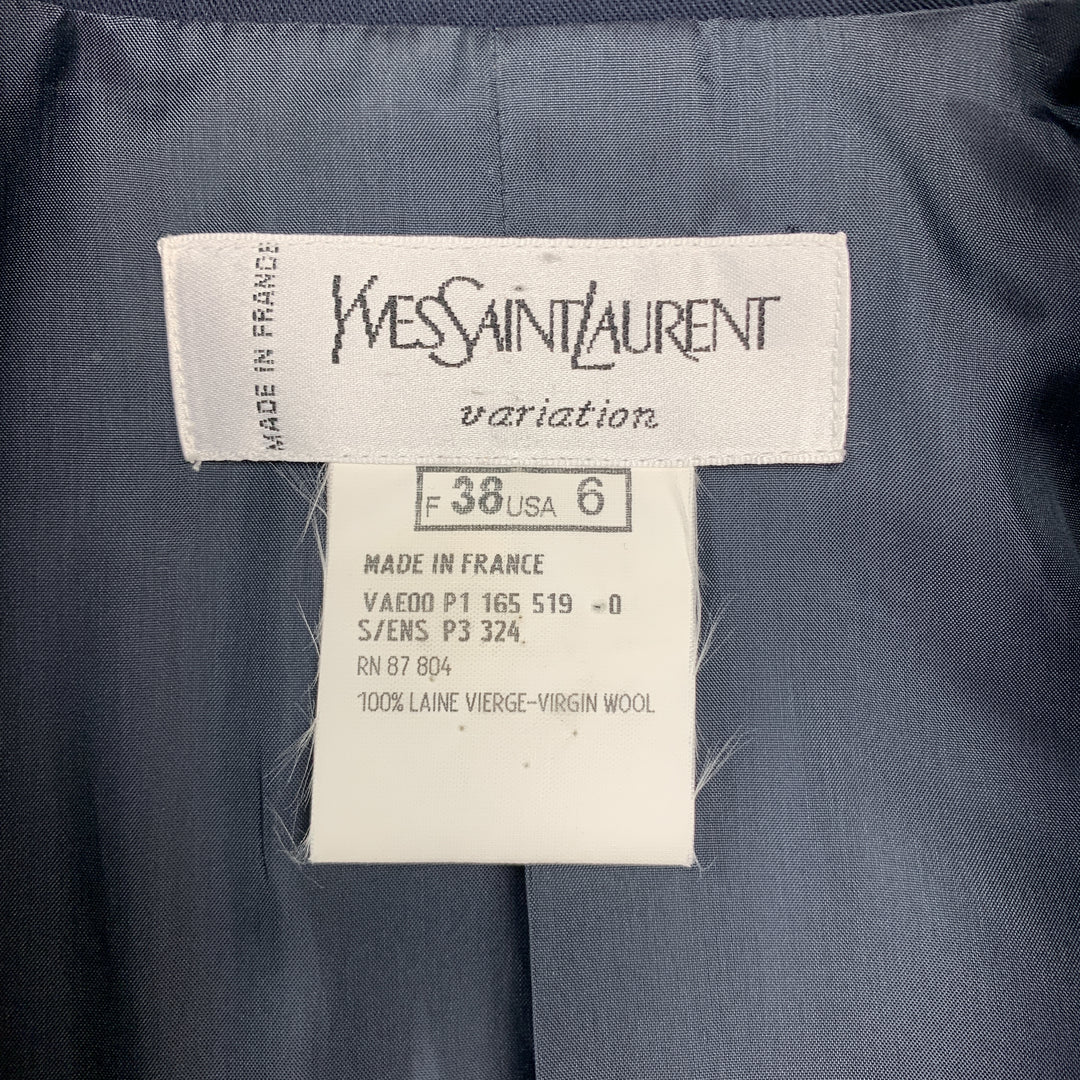 MADE IN FRANCE
YVESSAINTLAURENT
variation
F 38 USA 6
MADE IN FRANCE
VAE00 P1 165 519 -0
S/ENS P3 324
RN 87 804
100% LAINE VIERGE-VIRGIN WOOL